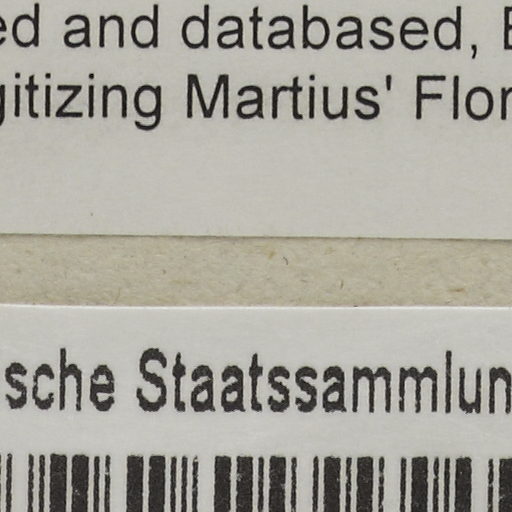 ed and databased,
gitizing Martius' Flor
sche Staatssammlun